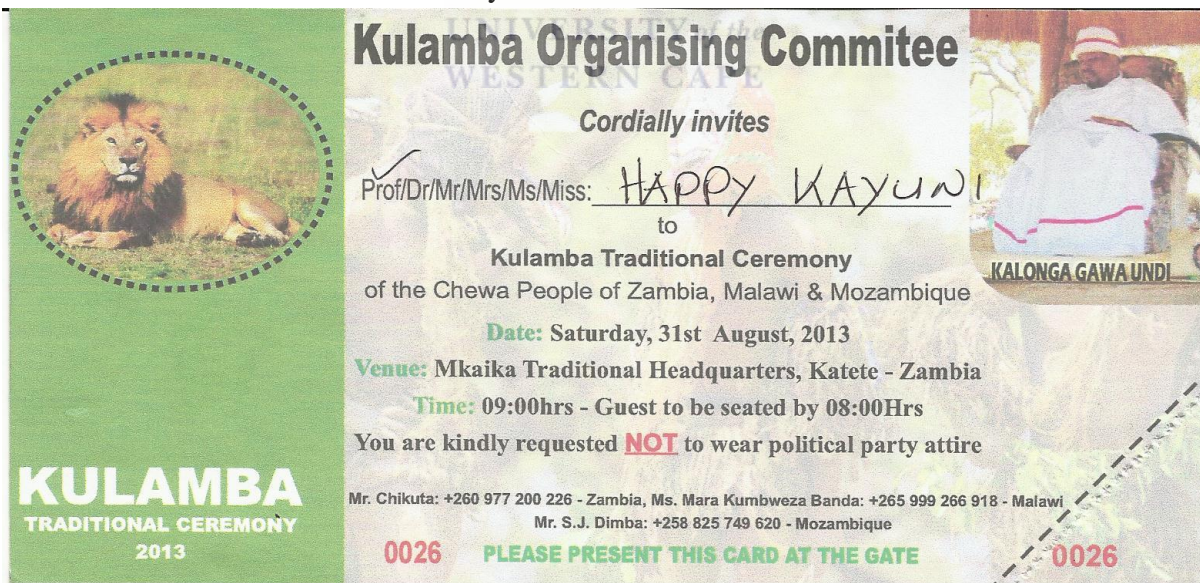 UNIVERSITY of the
WESTERN CAPE
Kulamba Organising Commitee
Cordially invites
Prof/Dr/Mr/Mrs/Ms/Miss: HAPPY KAYUNI
to
Kulamba Traditional Ceremony
of the Chewa People of Zambia, Malawi & Mozambique
Date: Saturday, 31st August, 2013
Venue: Mkaika Traditional Headquarters, Katete - Zambia
Time: 09:00hrs - Guest to be seated by 08:00Hrs
You are kindly requested NOT to wear political party attire
Mr. Chikuta: +260 977 200 226 - Zambia, Ms. Mara Kumbweza Banda: +265 999 266 918 - Malawi
Mr. S.J. Dimba: +258 825 749 620 - Mozambique
0026 PLEASE PRESENT THIS CARD AT THE GATE 0026
KALONGA GAWA UNDI
KULAMBA
TRADITIONAL CEREMONY
2013